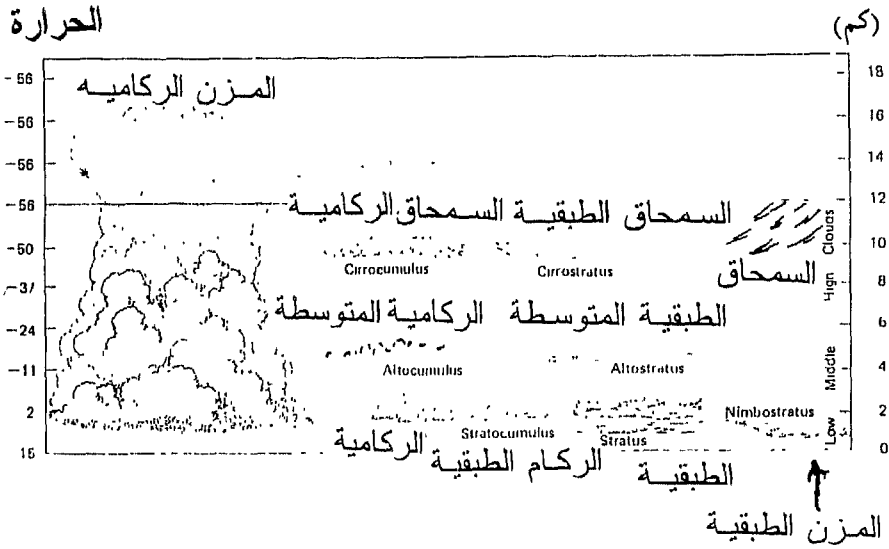 الحرارة
(كم)
-56
18
المزن الركاميه
-56
16
-56
14
-56
12
السمحاق الركامية
السمحاق الطبقية
السمحاق
-50
10
Cirrocumulus
Cirrostratus
السمحاق
High Clouds
-37
8
الركامية المتوسطة
الطبقية المتوسطة
-24
6
-11
4
Altocumulus
Altostratus
Middle
2
2
Stratocumulus
Stratus
Nimbostratus
Low
15
0
الركامية
الركام الطبقية
الطبقية
المزن الطبقية